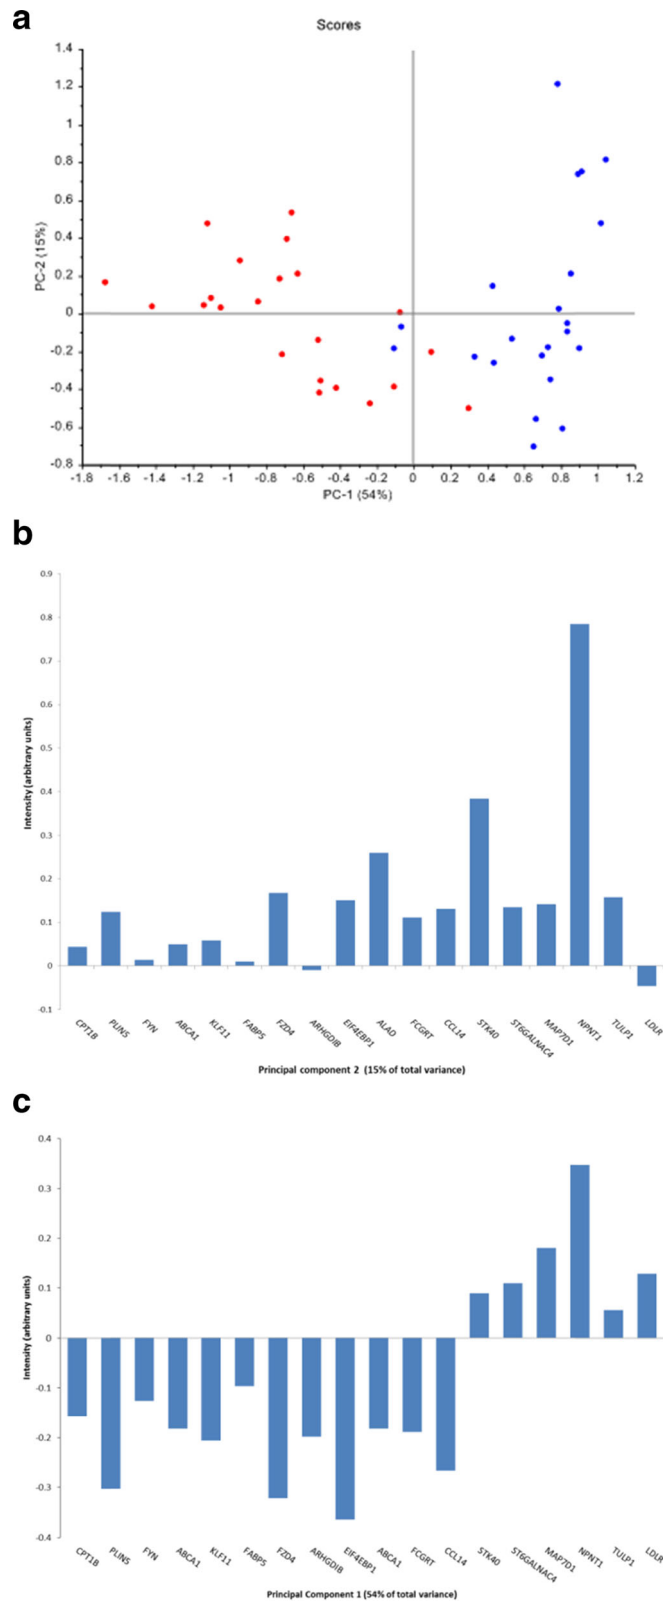 a
Scores
1.4
1.2
1
0.8
0.6
0.4
0.2
0
-0.2
-0.4
-0.6
-0.8
PC-2 (15%)
0
-1.8 -1.6 -1.4 -1.2 -1 -0.8 -0.6 -0.4 -0.2 0 0.2 0.4 0.6 0.8 1 1.2
PC-1 (54%)
b
0.9
0.8
0.7
0.6
0.5
0.4
0.3
0.2
0.1
0
-0.1
Intensity (arbitrary units)
CPT1B PLIN5 FYN ABCA1 KLF11 FABP5 FZD4 ARHGDIB EIF4EBP1 ALAD FCGRT CCL14 STK40 ST6GALNAC4 MAP7D1 NPNT1 TULP1 LDLR
Principal component 2 (15% of total variance)
c
0.4
0.3
0.2
0.1
0
-0.1
-0.2
-0.3
-0.4
Intensity (arbitrary units)
CPT1B PLIN5 FYN ABCA1 KLF11 FABP5 FZD4 ARHGDIB EIF4EBP1 ABCA1 FCGRT CCL14 STK40 ST6GALNAC4 MAP7D1 NPNT1 TULP1 LDLR
Principal Component 1 (54% of total variance)